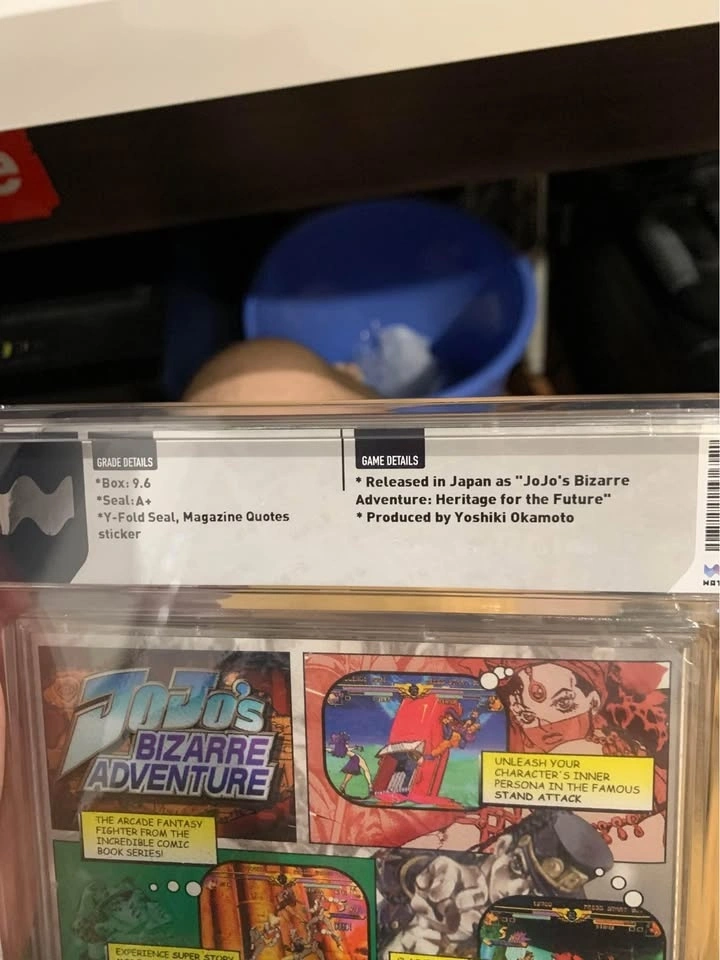 e
GRADE DETAILS
*Box: 9.6
*Seal: A+
*Y-Fold Seal, Magazine Quotes
sticker
GAME DETAILS
* Released in Japan as "JoJo's Bizarre
Adventure: Heritage for the Future"
* Produced by Yoshiki Okamoto
JoJo's
BIZARRE
ADVENTURE
UNLEASH YOUR
CHARACTER'S INNER
PERSONA IN THE FAMOUS
STAND ATTACK
THE ARCADE FANTASY
FIGHTER FROM THE
INCREDIBLE COMIC
BOOK SERIES!
EXPERIENCE SUPER STORY